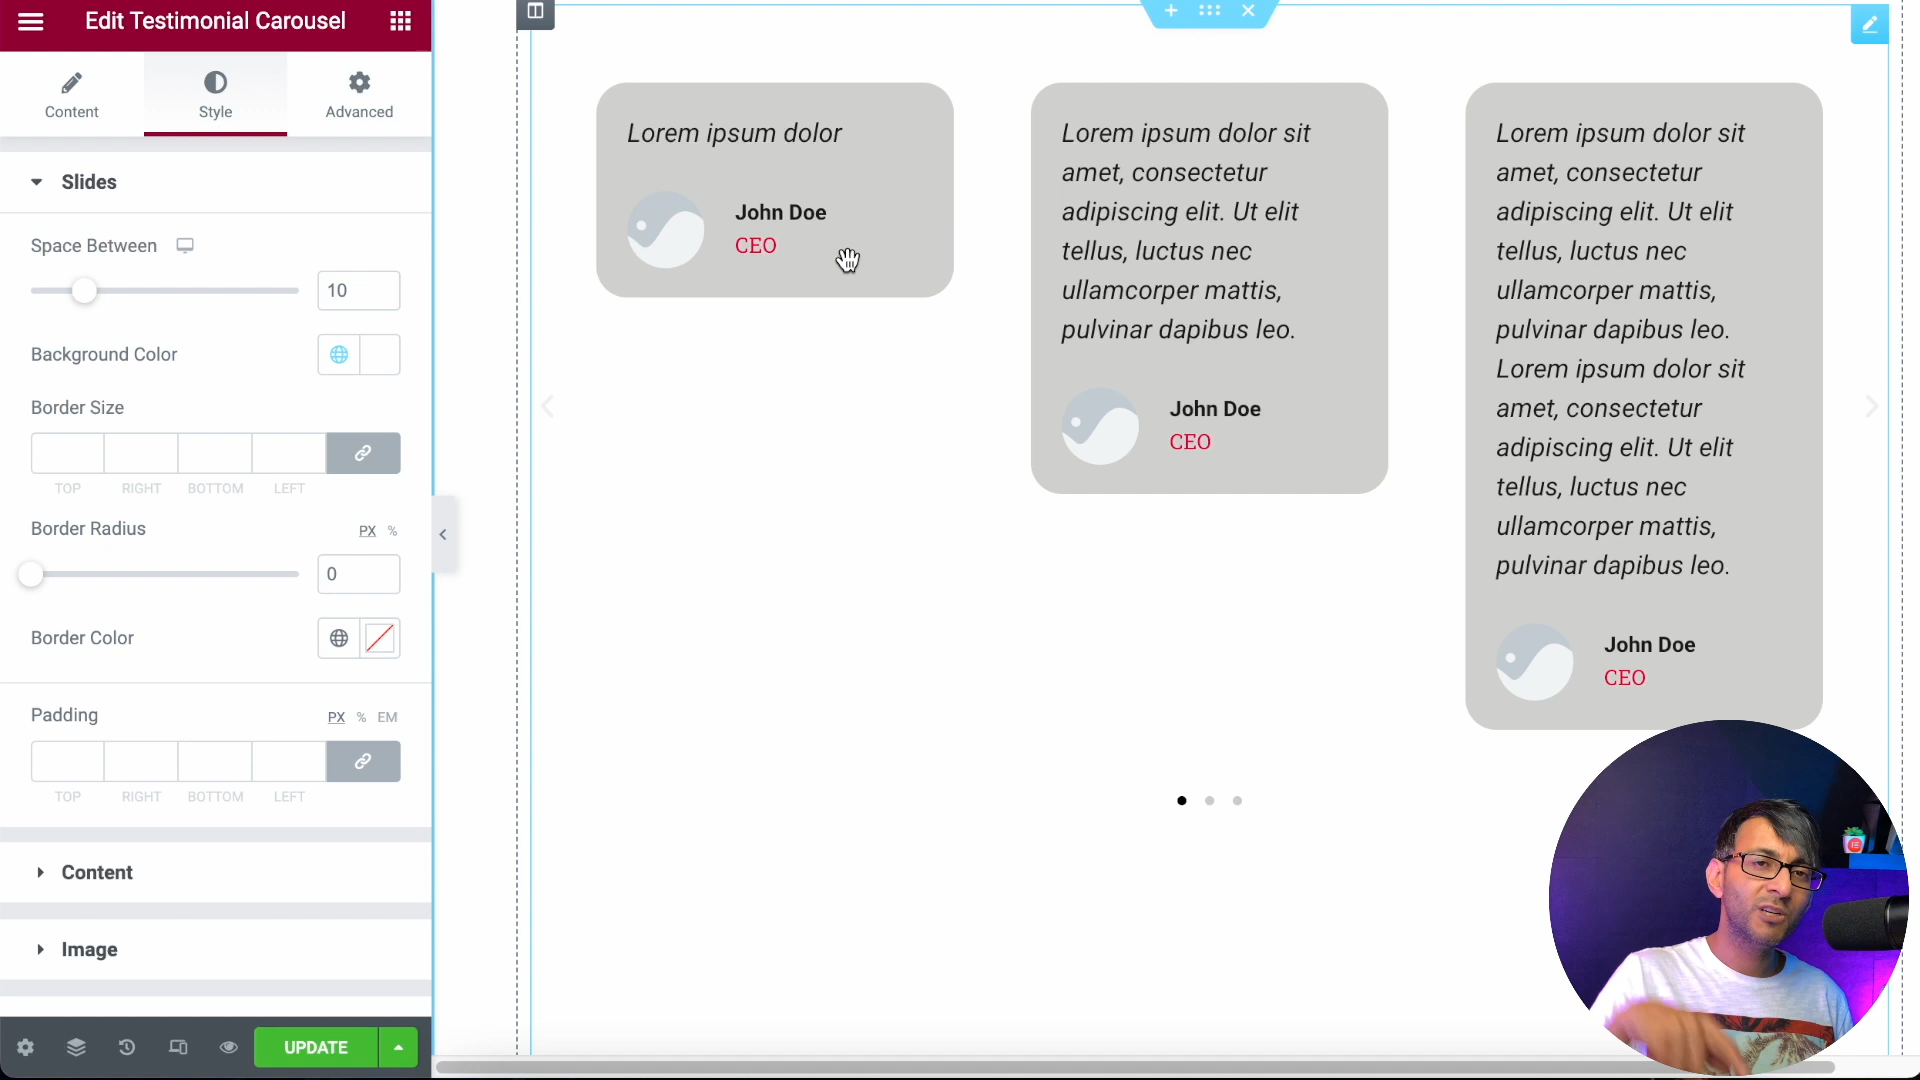 Edit Testimonial Carousel
Content
Style
Advanced
Slides
Space Between
10
Background Color
Border Size
TOP RIGHT BOTTOM LEFT
Border Radius
PX %
0
Border Color
Padding
PX % EM
TOP RIGHT BOTTOM LEFT
Content
Image
UPDATE
Lorem ipsum dolor
John Doe
CEO
Lorem ipsum dolor sit
amet, consectetur
adipiscing elit. Ut elit
tellus, luctus nec
ullamcorper mattis,
pulvinar dapibus leo.
John Doe
CEO
Lorem ipsum dolor sit
amet, consectetur
adipiscing elit. Ut elit
tellus, luctus nec
ullamcorper mattis,
pulvinar dapibus leo.
Lorem ipsum dolor sit
amet, consectetur
adipiscing elit. Ut elit
tellus, luctus nec
ullamcorper mattis,
pulvinar dapibus leo.
John Doe
CEO